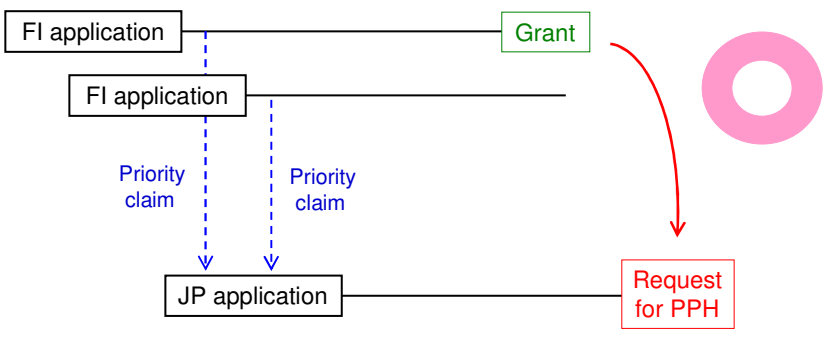 FI application
Grant
FI application
Priority
claim
Priority
claim
JP application
Request
for PPH